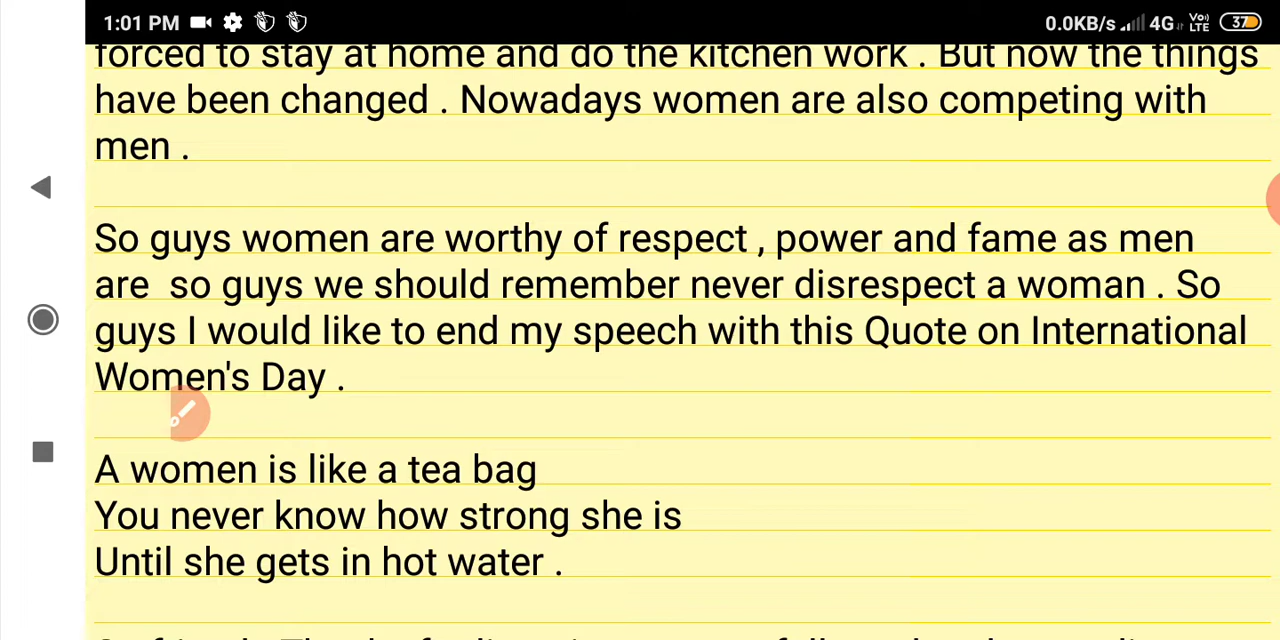 1:01 PM
0.0KB/s 4G Vo) LTE 37
forced to stay at home and do the kitchen work . But now the things
have been changed . Nowadays women are also competing with
men .
So guys women are worthy of respect , power and fame as men
are  so guys we should remember never disrespect a woman . So
guys I would like to end my speech with this Quote on International
Women's Day .
A women is like a tea bag
You never know how strong she is
Until she gets in hot water .